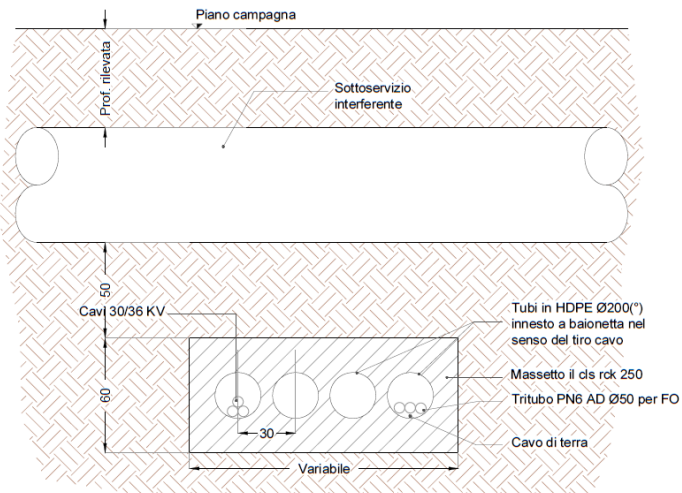 Piano campagna
Prof. rilevata
Sottoservizio
interferente
50
Cavi 30/36 KV
Tubi in HDPE Ø200(°)
innesto a baionetta nel
senso del tiro cavo
Massetto il cls rck 250
60
Tritubo PN6 AD Ø50 per FO
30
Cavo di terra
Variabile